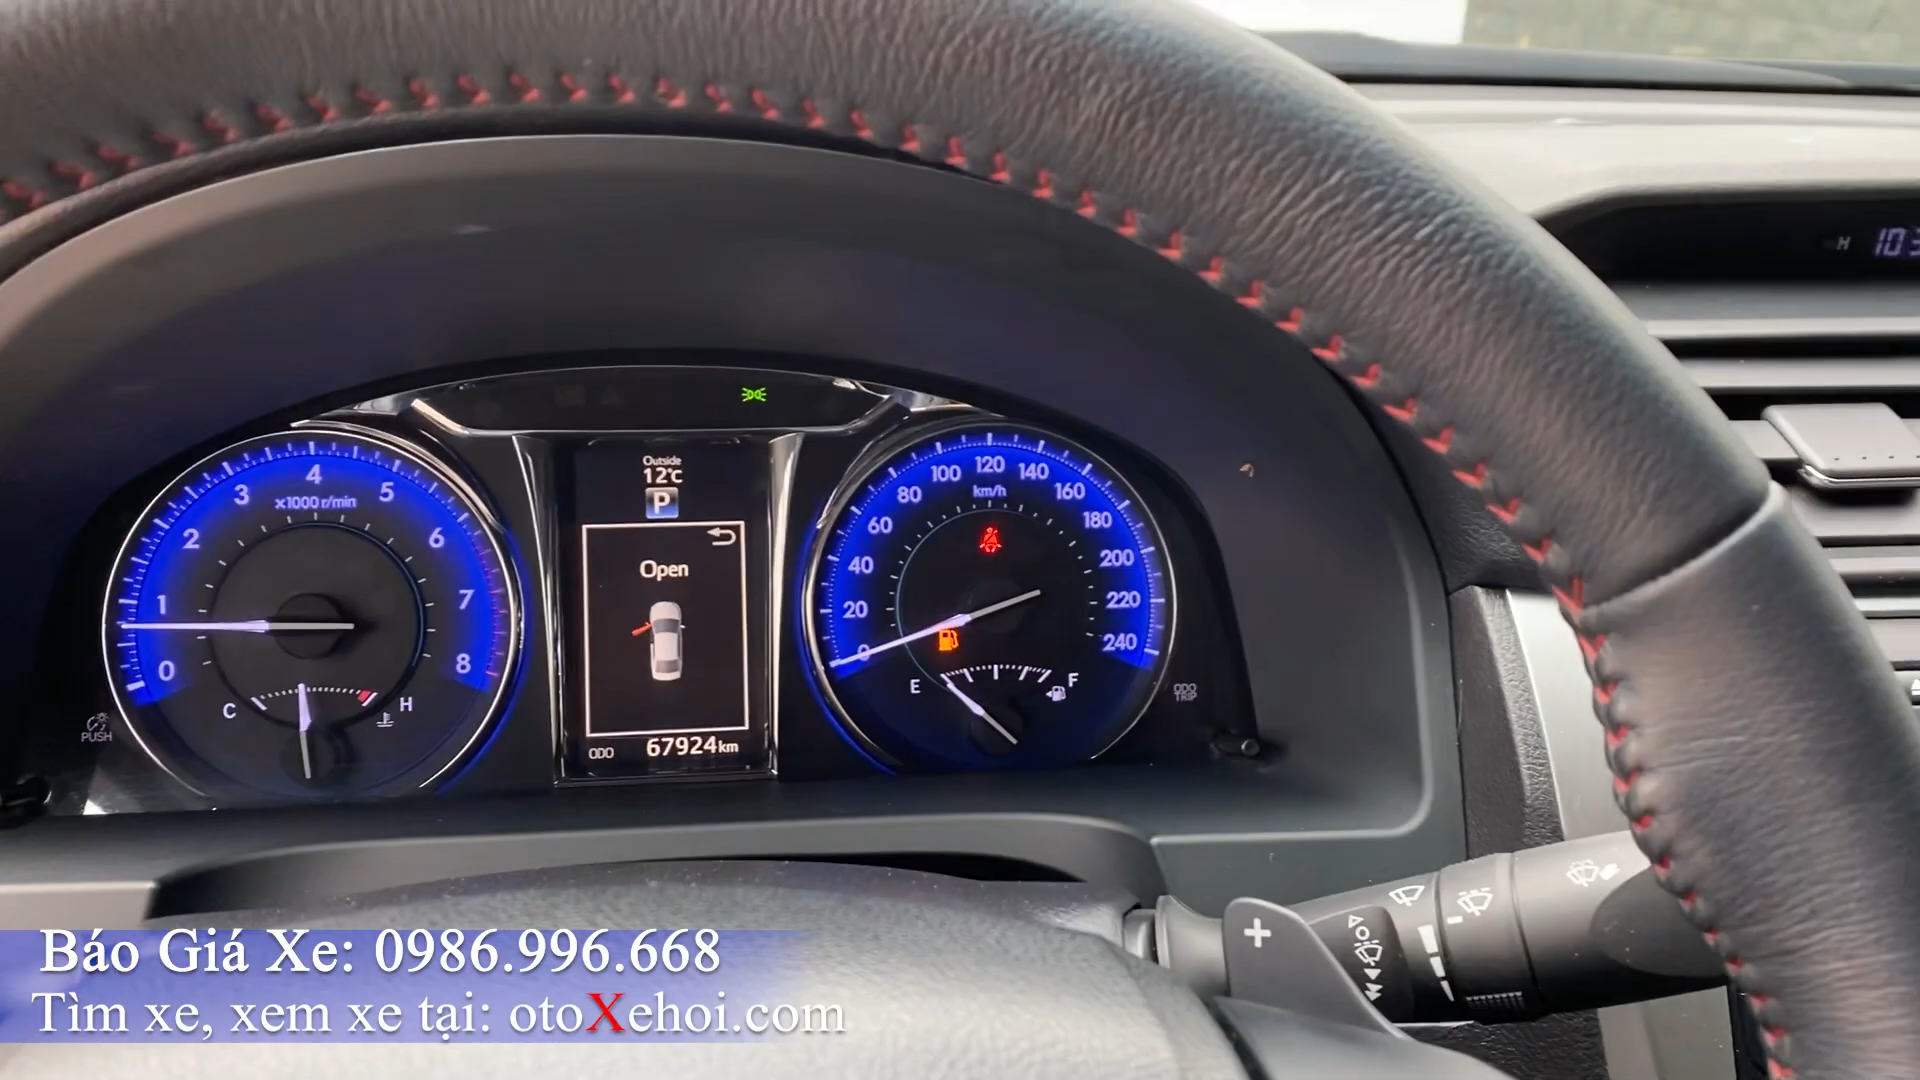 H 103
4
3 5
x1000 r/min
2 6
1 7
0 8
C H
PUSH
Outside
12°C
P
Open
ODO 67924km
120
100 140
km/h
80 160
60 180
40 200
20 220
0 240
E F
ODO
TRIP
+
Báo Giá Xe: 0986.996.668
Tìm xe, xem xe tại: otoXehoi.com